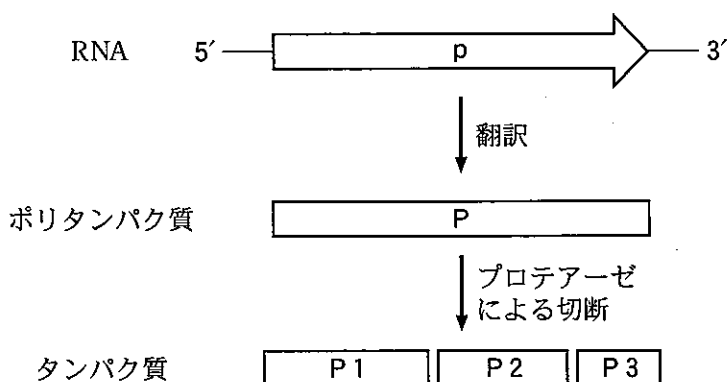 RNA 5′ p 3′
翻訳
ポリタンパク質 P
プロテアーゼ
による切断
タンパク質 P1 P2 P3